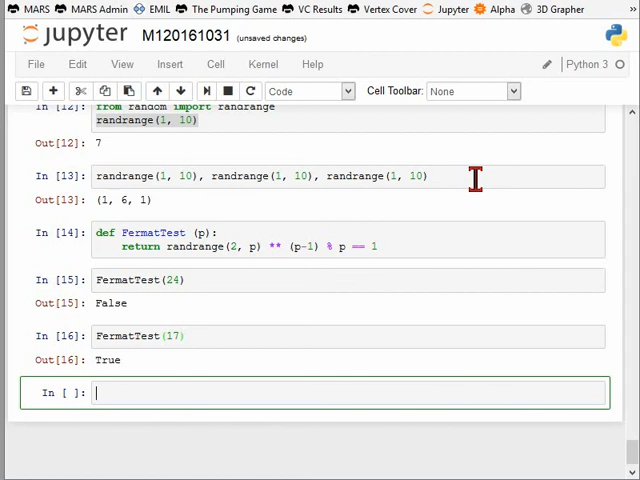 MARS MARS Admin EMIL The Pumping Game VC Results Vertex Cover Jupyter Alpha 3D Grapher »
jupyter M120161031 (unsaved changes)
File Edit View Insert Cell Kernel Help Python 3
Code Cell Toolbar: None
In [12]: from random import randrange
randrange(1, 10)
Out[12]: 7
In [13]: randrange(1, 10), randrange(1, 10), randrange(1, 10)
Out[13]: (1, 6, 1)
In [14]: def FermatTest (p):
return randrange(2, p) ** (p-1) % p == 1
In [15]: FermatTest(24)
Out[15]: False
In [16]: FermatTest(17)
Out[16]: True
In [ ]: